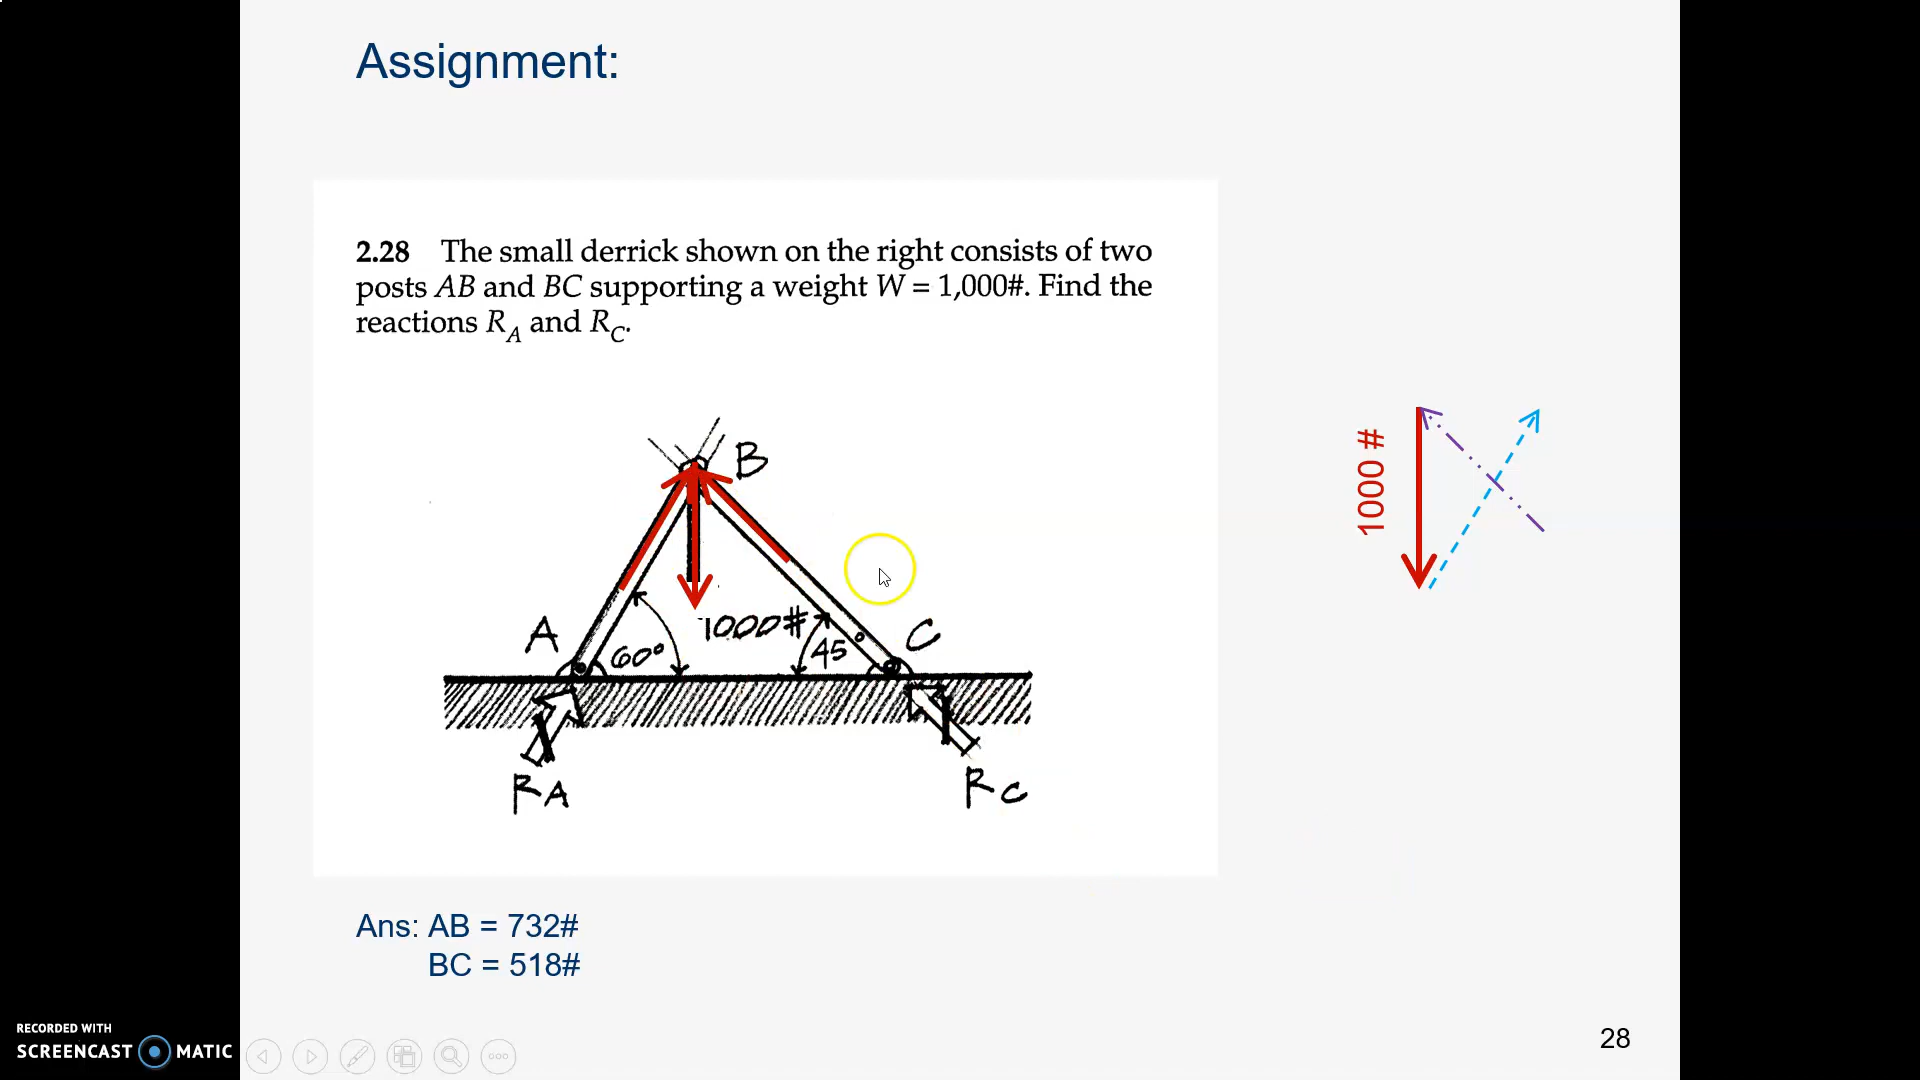 Assignment:
2.28 The small derrick shown on the right consists of two
posts AB and BC supporting a weight W = 1,000#. Find the
reactions R_A and R_C.
B
1000 #
A
60°
1000#
45°
C
RA
RC
Ans: AB = 732#
BC = 518#
28
RECORDED WITH
SCREENCAST MATIC